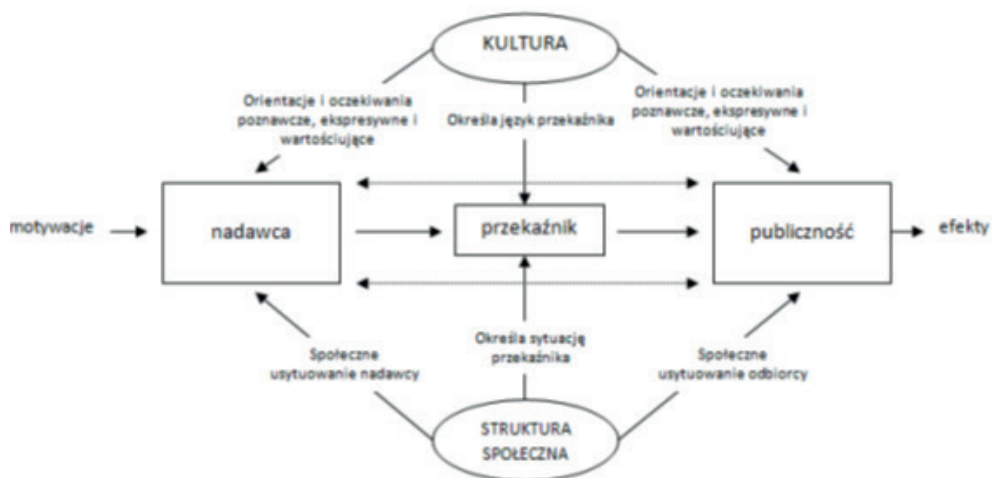 KULTURA
Orientacje i oczekiwania
poznawcze, ekspresywne i
wartościujące
Określa język przekaźnika
Orientacje i oczekiwania
poznawcze, ekspresywne i
wartościujące
motywacje
nadawca
przekaźnik
publiczność
efekty
Społeczne
usytuowanie nadawcy
Określa sytuację
przekaźnika
Społeczne
usytuowanie odbiorcy
STRUKTURA
SPOŁECZNA